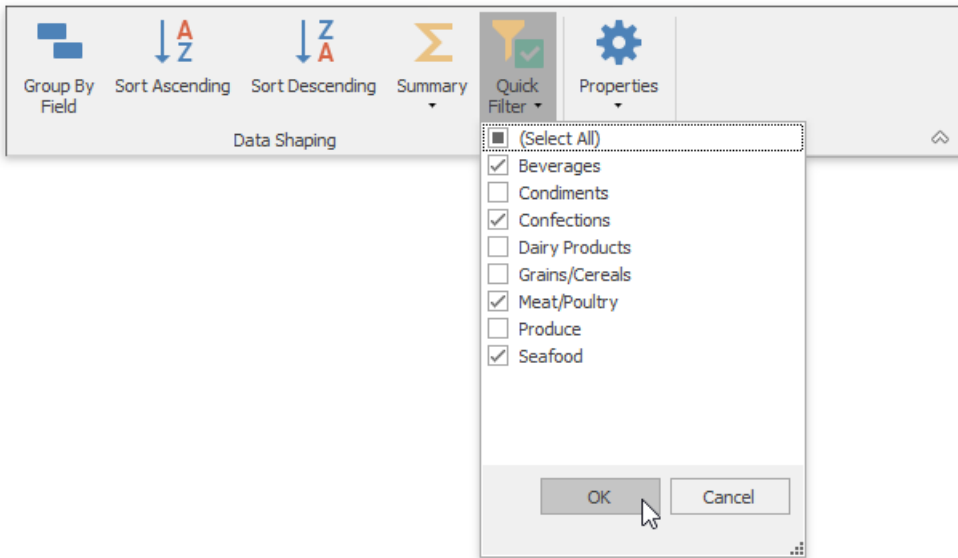 Group By
Field
Sort Ascending
Sort Descending
Summary
Quick
Filter
Properties
Data Shaping
(Select All)
Beverages
Condiments
Confections
Dairy Products
Grains/Cereals
Meat/Poultry
Produce
Seafood
OK
Cancel